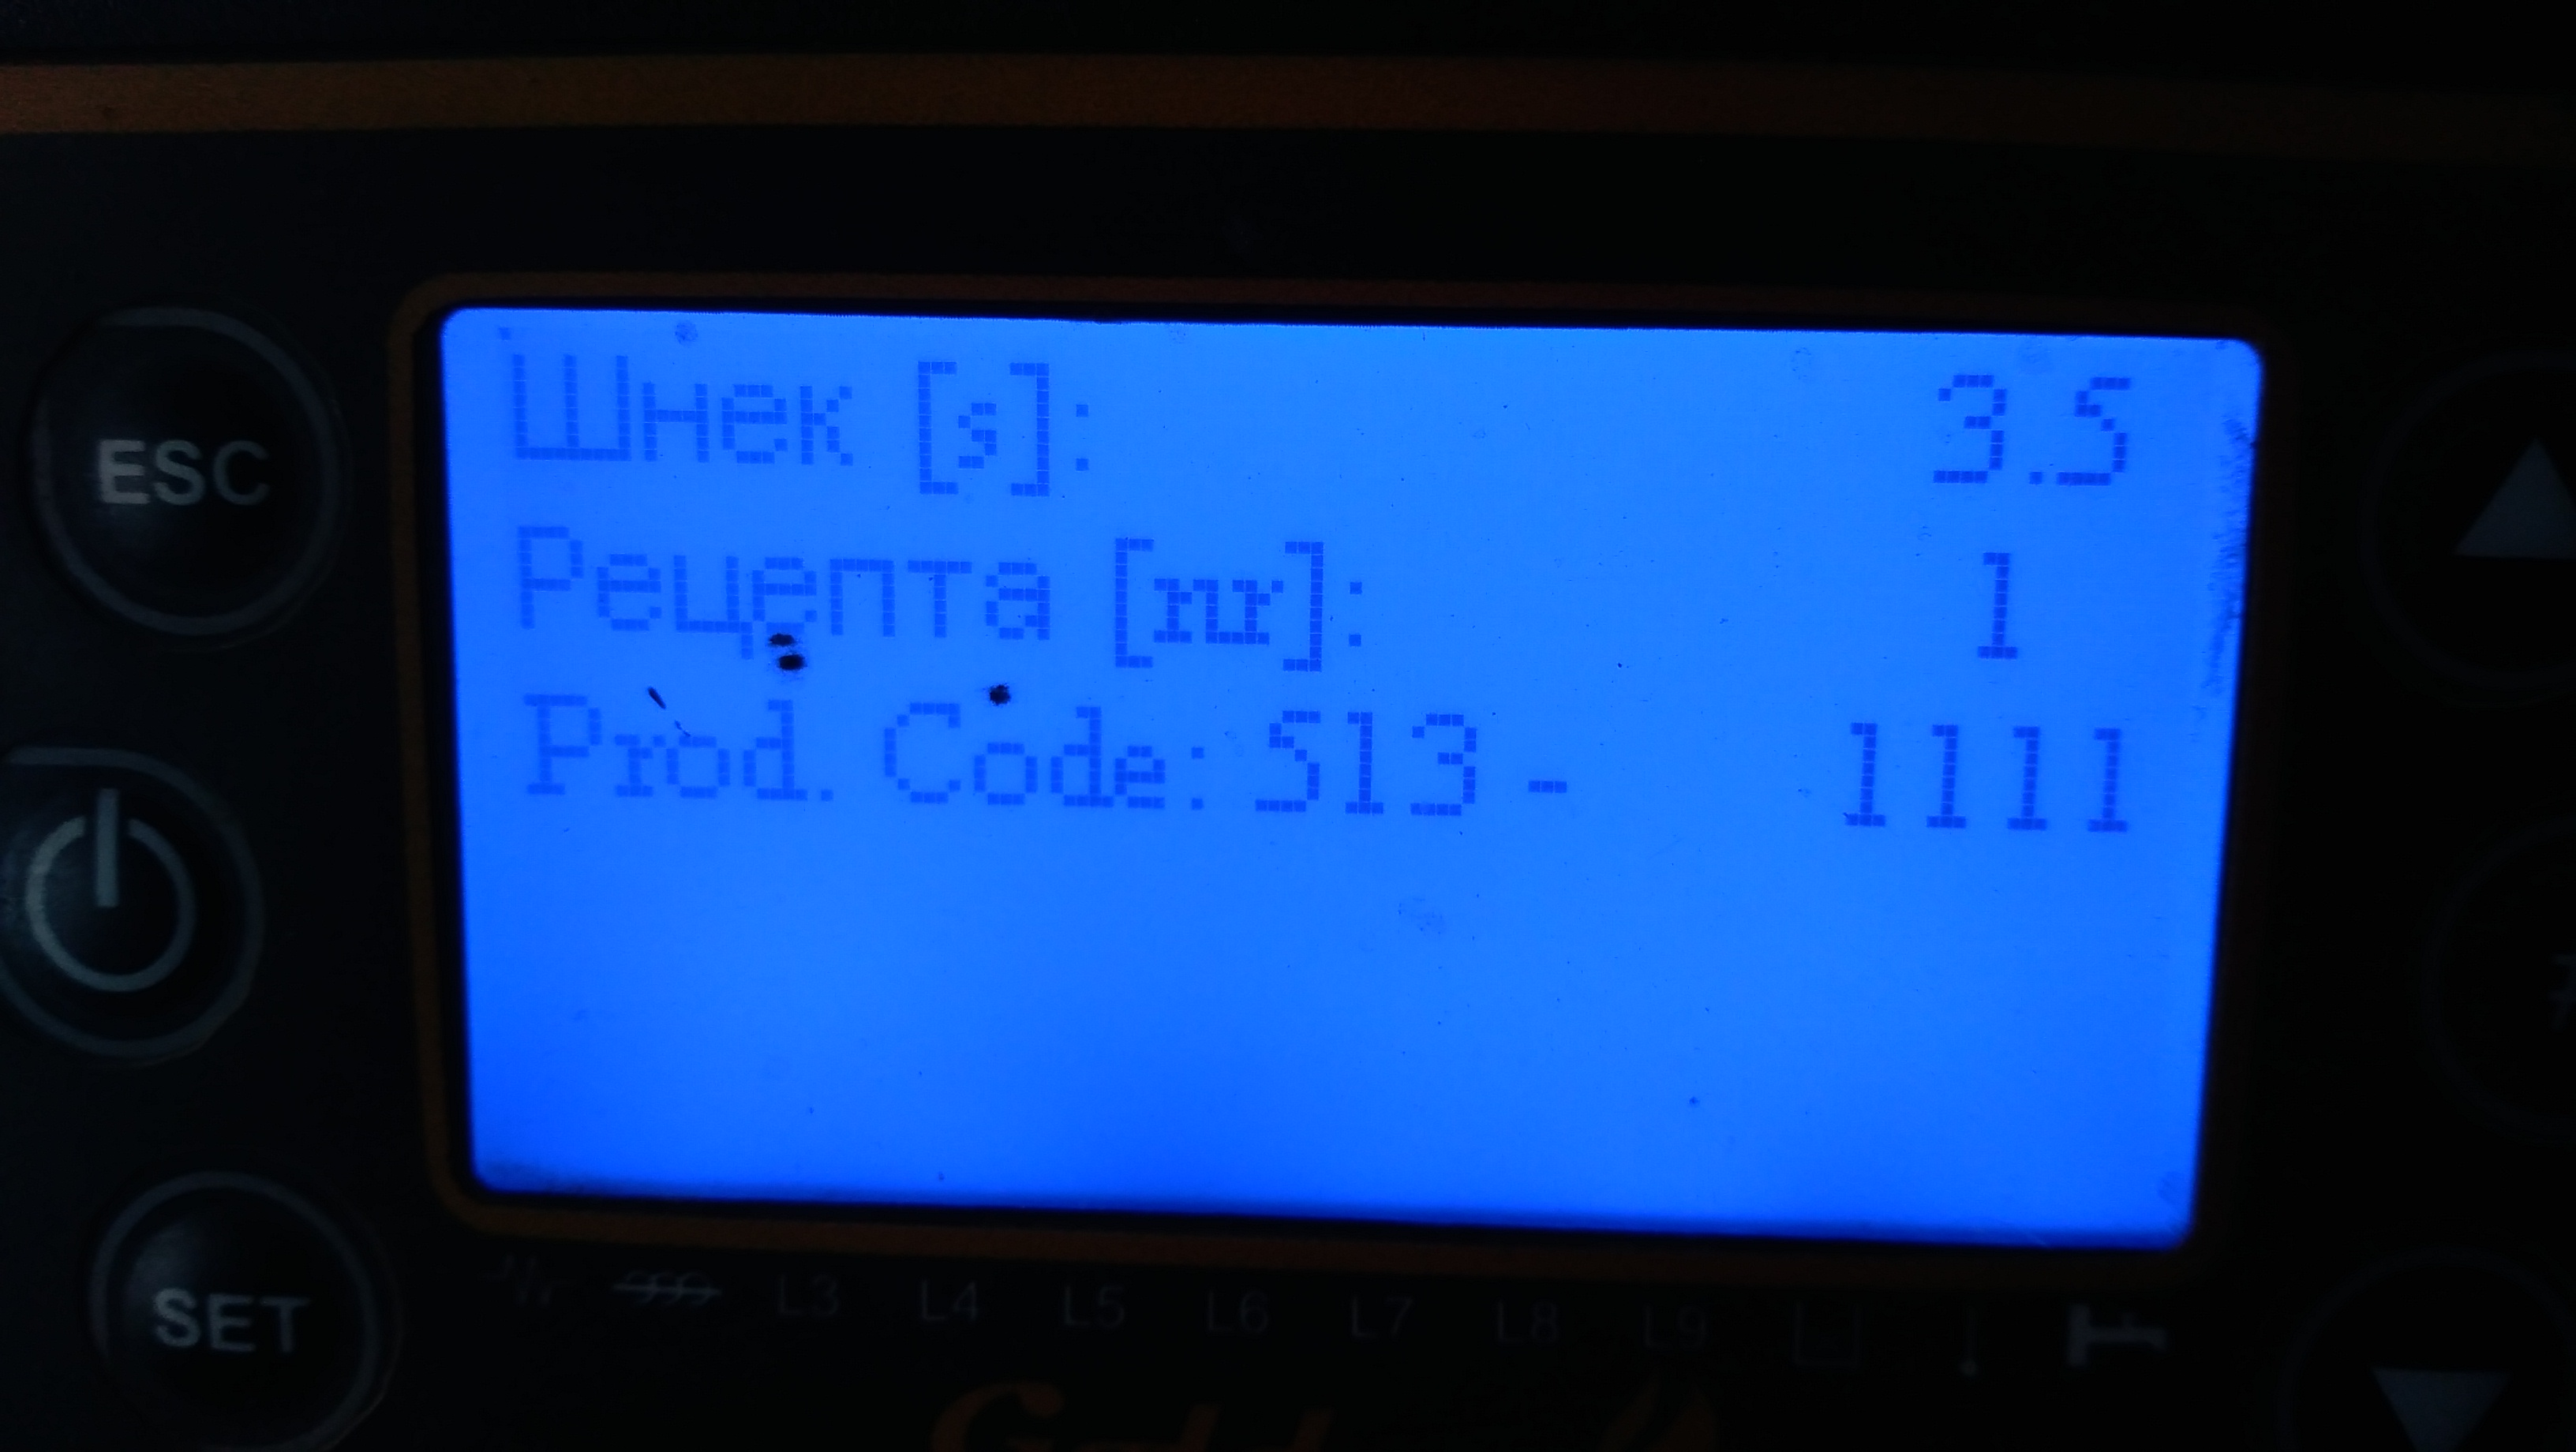 Шнек [s]: 3.5
Рецепта [nr]: 1
Prod. Code: 513 - 1111
ESC
SET
L3 L4 L5 L6 L7 L8 L9